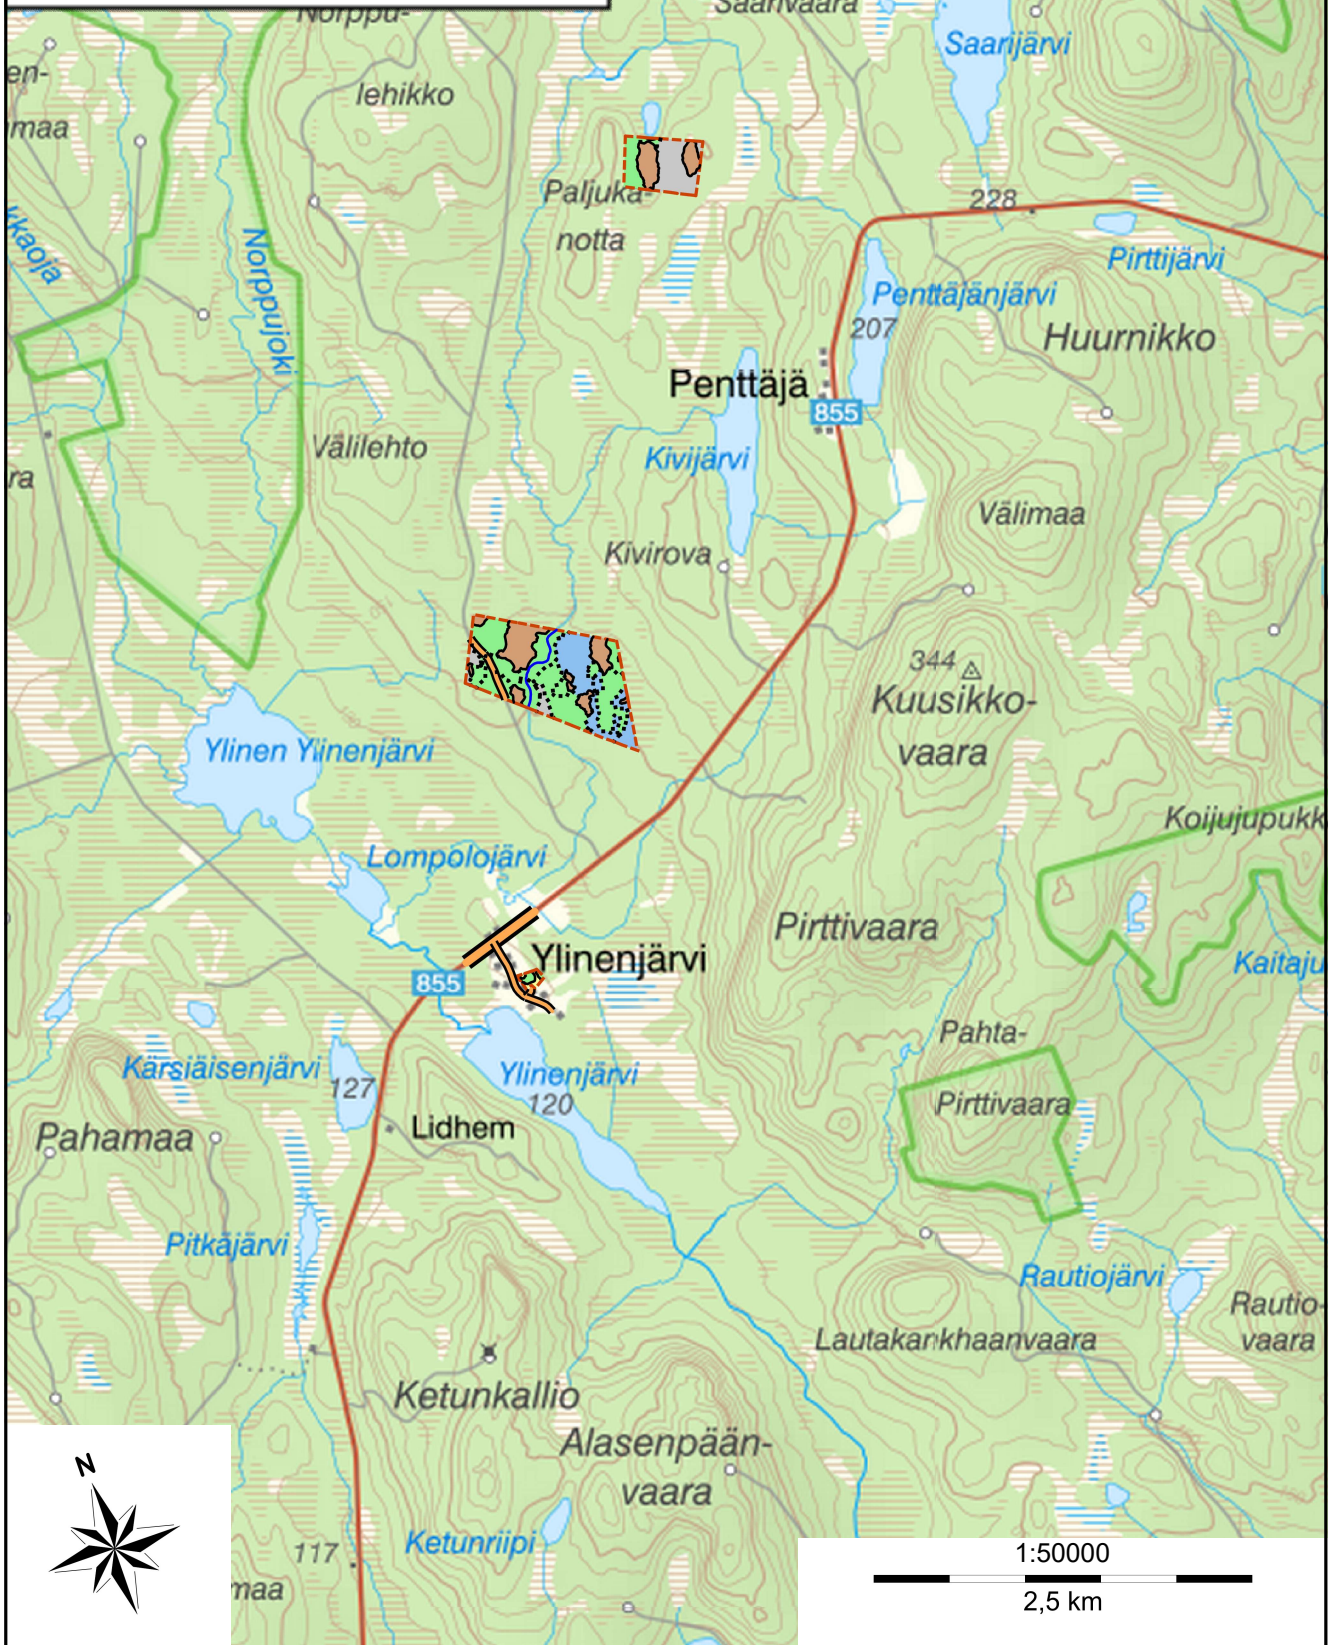 Norppu-
Saarivaara
Saarijärvi
en-
maa
lehikko
228
Paljuka-
notta
kkaoja
Norppujoki
Pirttijärvi
Penttäjänjärvi
207
Huurnikko
Penttäjä
855
Välilehto
Kivijärvi
ra
Välimaa
Kivirova
344
Kuusikko-
vaara
Ylinen Ylinenjärvi
Koijujupukk
Lompolojärvi
Pirttivaara
Ylinenjärvi
855
Kaitaju
Pahta-
Pirttivaara
Kärsiäisenjärvi
127
Ylinenjärvi
120
Lidhem
Pahamaa
Pitkäjärvi
Rautiojärvi
Rautio-
vaara
Lautakankhaanvaara
Ketunkallio
Alasenpään-
vaara
N
Ketunriipi
117
maa
1:50000
2,5 km